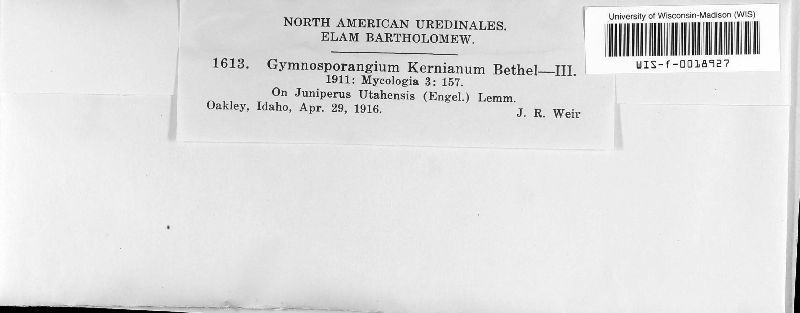 NORTH AMERICAN UREDINALES.
ELAM BARTHOLOMEW.
1613. Gymnosporangium Kernianum Bethel—III.
1911: Mycologia 3: 157.
On Juniperus Utahensis (Engel.) Lemm.
Oakley, Idaho, Apr. 29, 1916. J. R. Weir
University of Wisconsin-Madison (WIS)
WIS-f-0018927